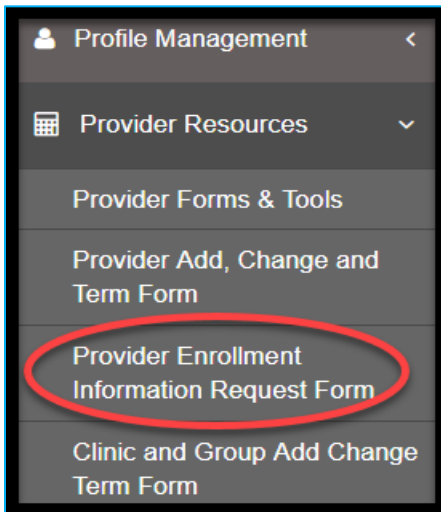 Profile Management
Provider Resources
Provider Forms & Tools
Provider Add, Change and
Term Form
Provider Enrollment
Information Request Form
Clinic and Group Add Change
Term Form